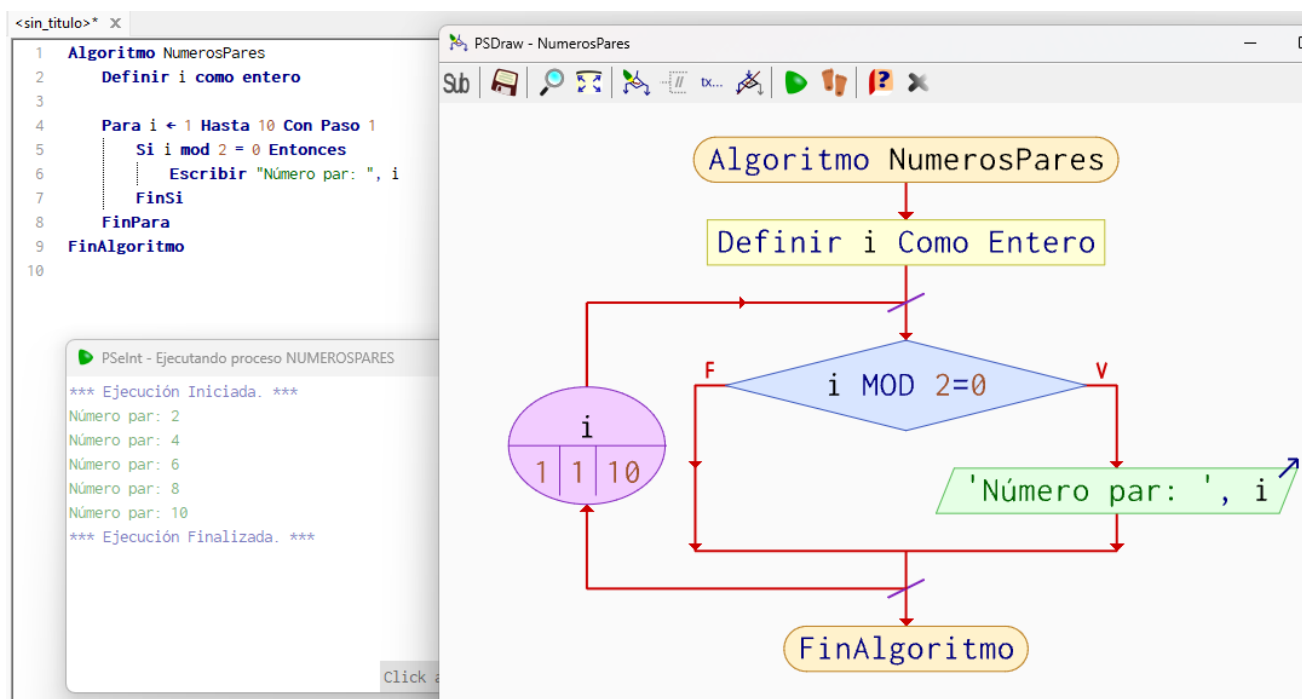 <sin_titulo>* X
1 Algoritmo NumerosPares
2 Definir i como entero
3
4 Para i ← 1 Hasta 10 Con Paso 1
5 Si i mod 2 = 0 Entonces
6 Escribir "Número par: ", i
7 FinSi
8 FinPara
9 FinAlgoritmo
10
PSeInt - Ejecutando proceso NUMEROSPARES
*** Ejecución Iniciada. ***
Número par: 2
Número par: 4
Número par: 6
Número par: 8
Número par: 10
*** Ejecución Finalizada. ***
Click
PSDraw - NumerosPares
Sub
tx...
Algoritmo NumerosPares
Definir i Como Entero
F
i MOD 2=0
V
i
1 1 10
'Número par: ', i
FinAlgoritmo